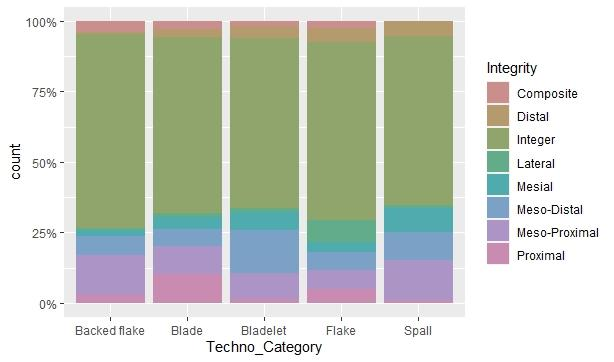 100%
75%
50%
25%
0%
count
Backed flake
Blade
Bladelet
Flake
Spall
Techno_Category
Integrity
Composite
Distal
Integer
Lateral
Mesial
Meso-Distal
Meso-Proximal
Proximal